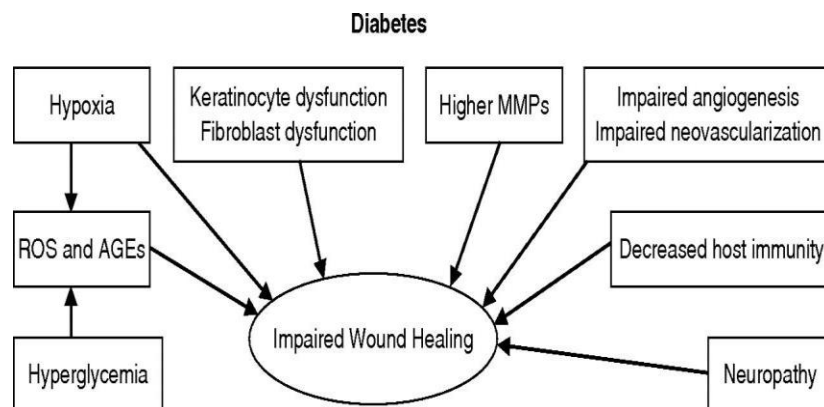 Diabetes
Hypoxia
Keratinocyte dysfunction
Fibroblast dysfunction
Higher MMPs
Impaired angiogenesis
Impaired neovascularization
ROS and AGEs
Decreased host immunity
Impaired Wound Healing
Hyperglycemia
Neuropathy